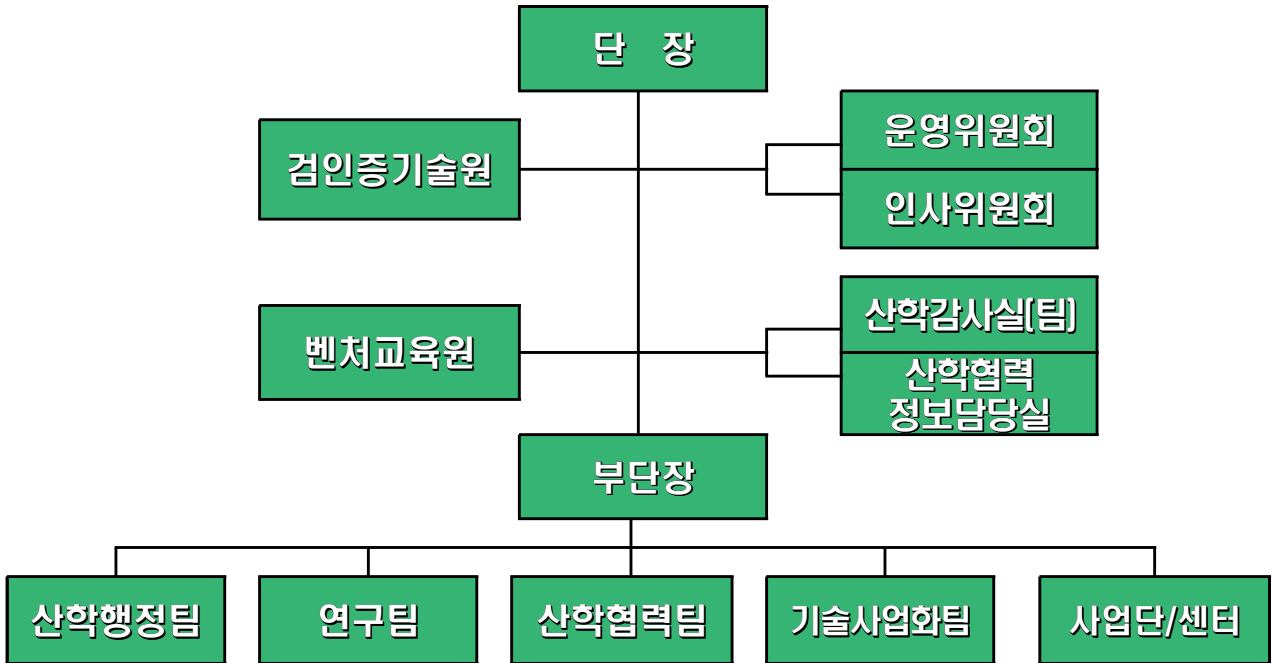 단 장
검인증기술원
운영위원회
인사위원회
벤처교육원
산학감사실(팀)
산학협력
정보담당실
부단장
산학행정팀
연구팀
산학협력팀
기술사업화팀
사업단/센터